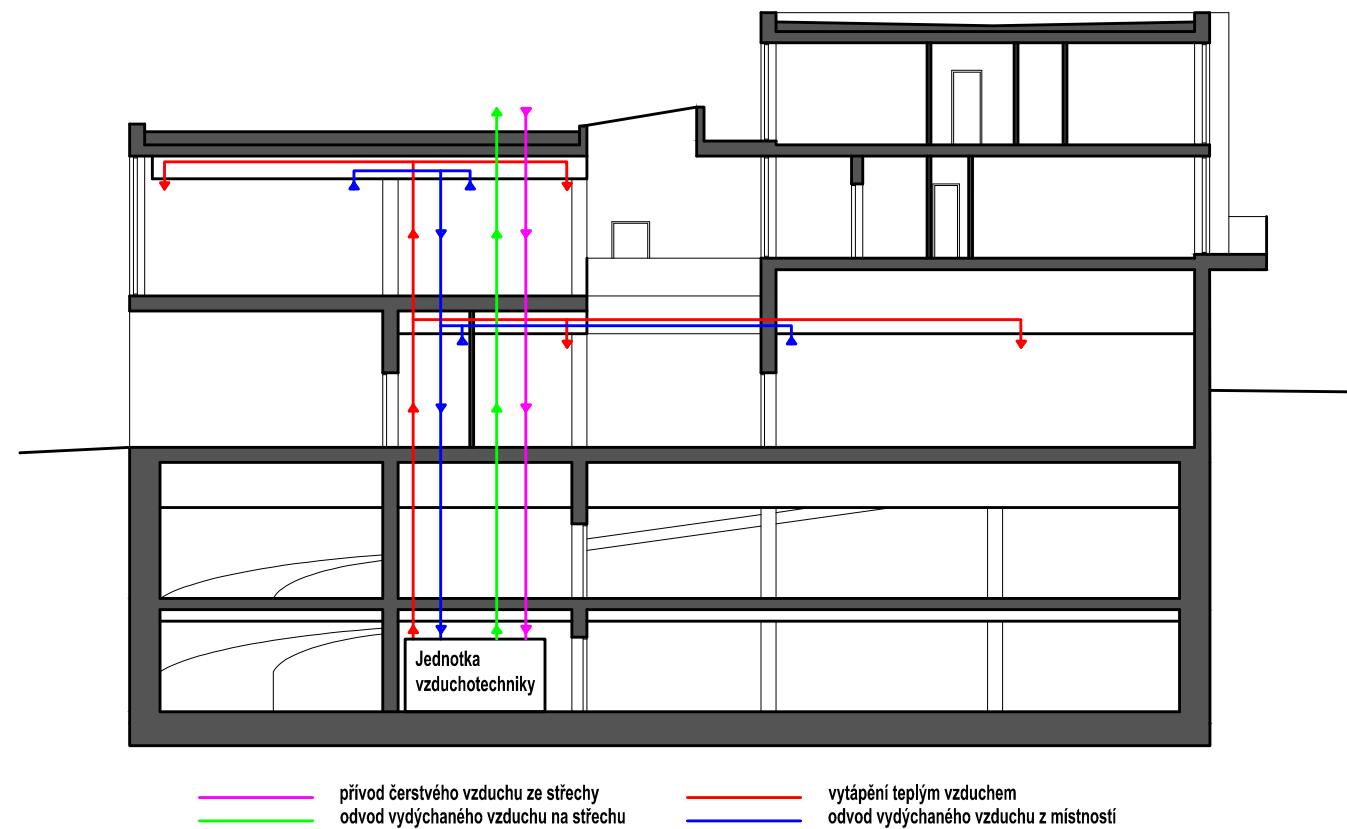 Jednotka
vzduchotechniky
přívod čerstvého vzduchu ze střechy
odvod vydýchaného vzduchu na střechu
vytápění teplým vzduchem
odvod vydýchaného vzduchu z místností